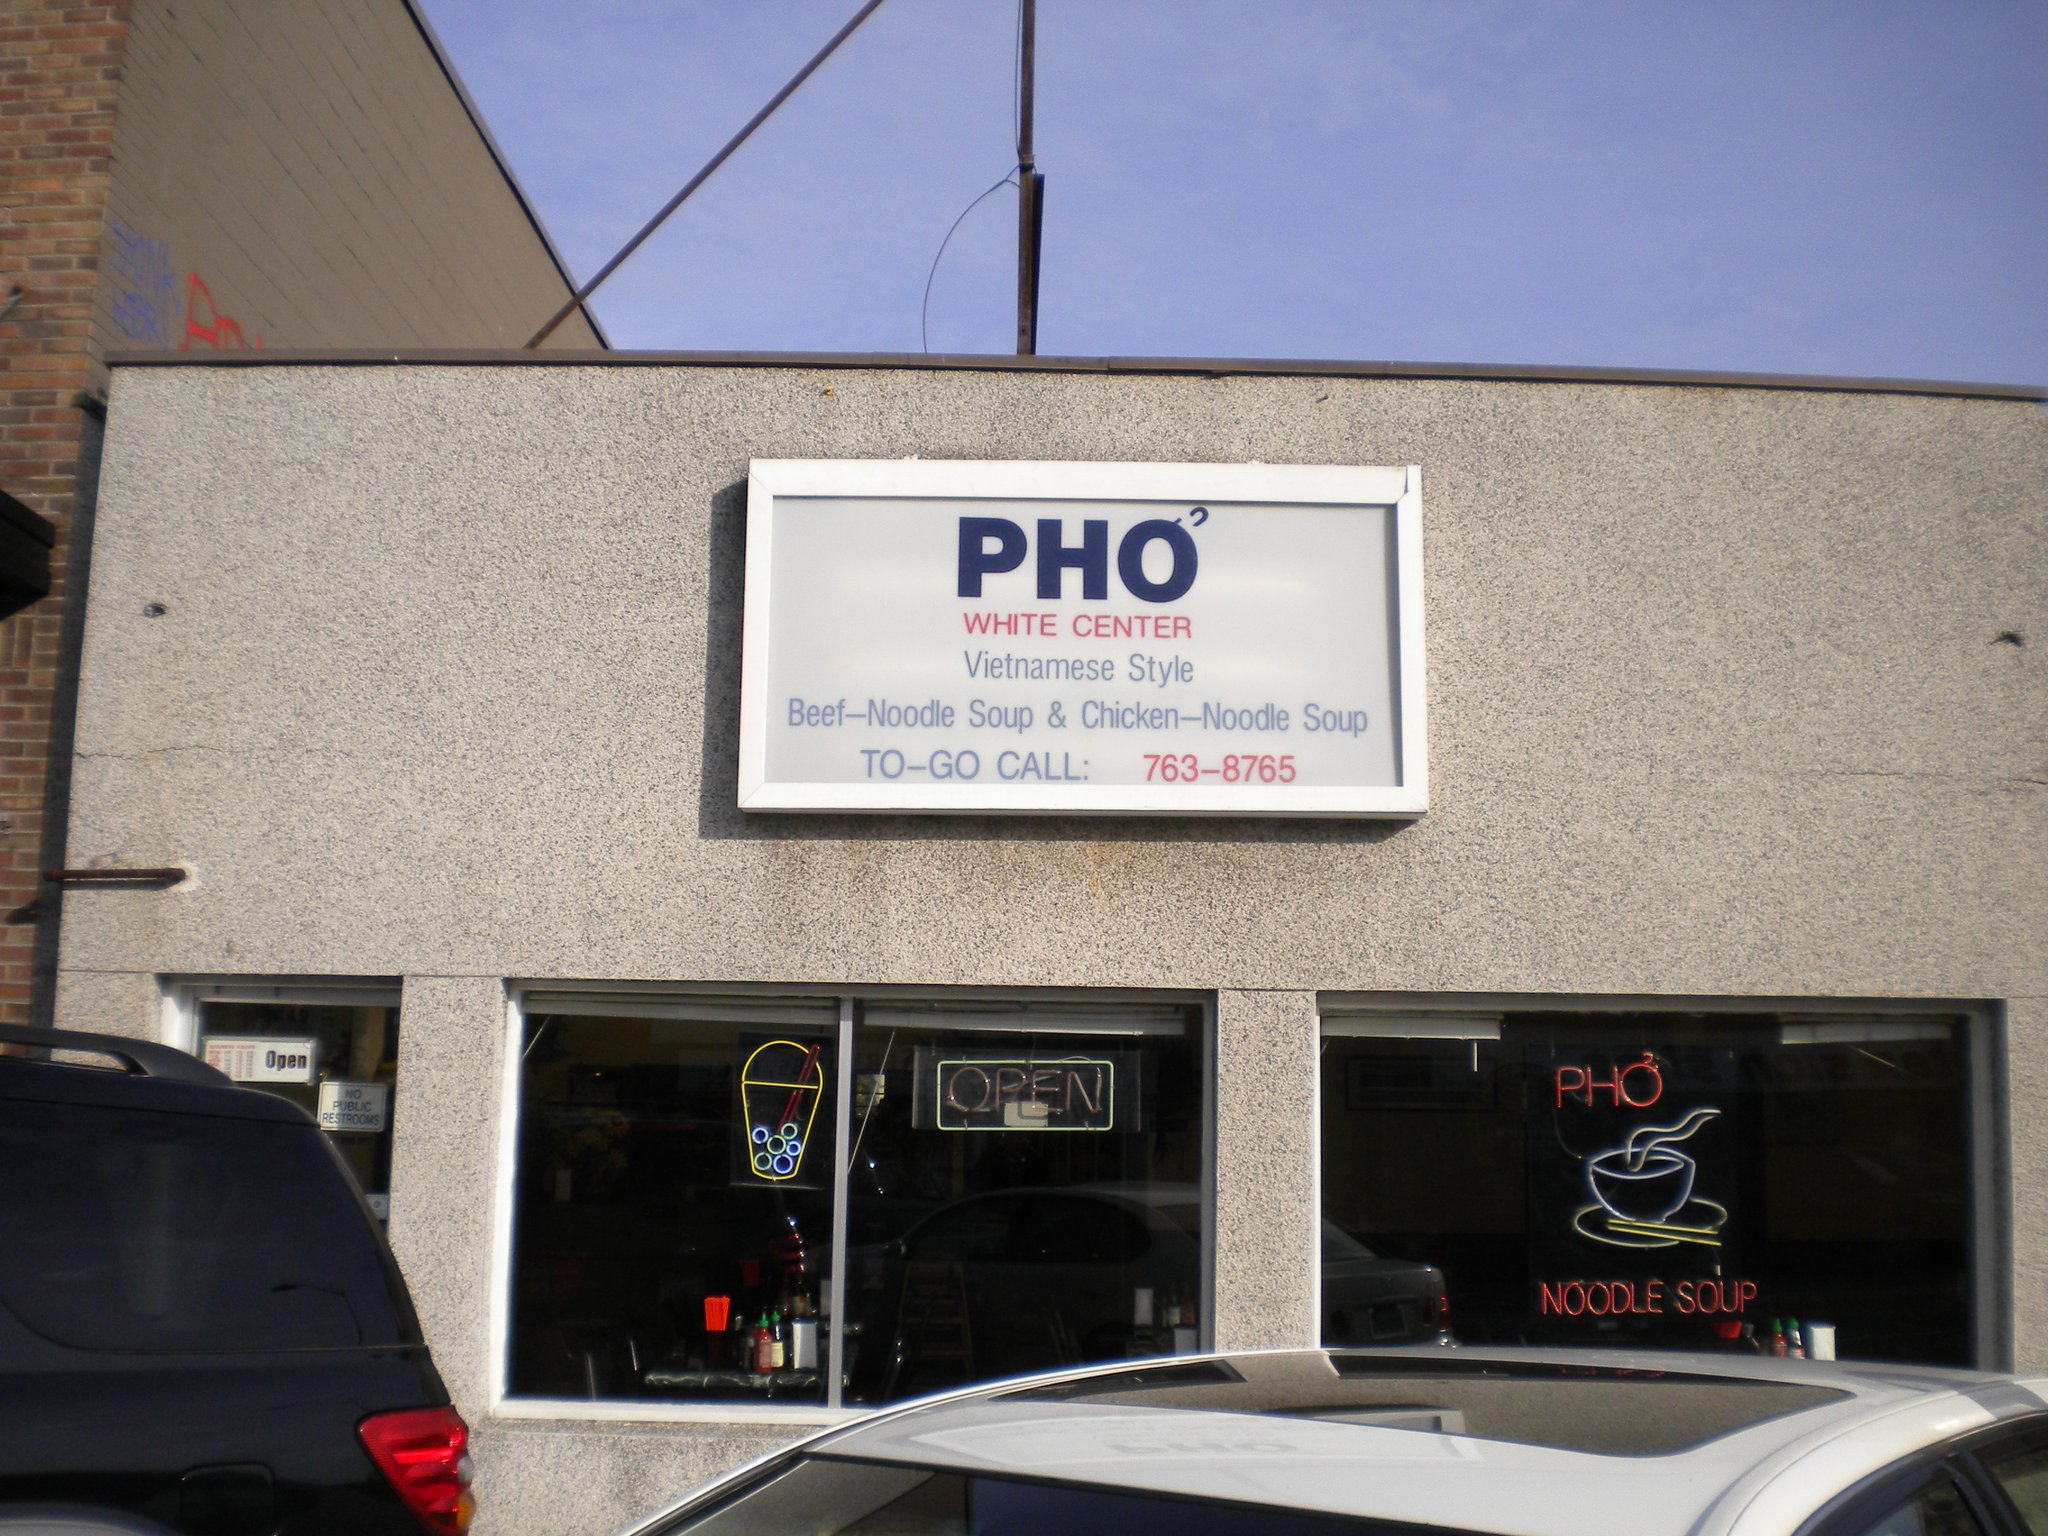 PHỞ
WHITE CENTER
Vietnamese Style
Beef-Noodle Soup & Chicken-Noodle Soup
TO-GO CALL: 763-8765
Open
NO
PUBLIC
RESTROOMS
OPEN
PHỞ
NOODLE SOUP